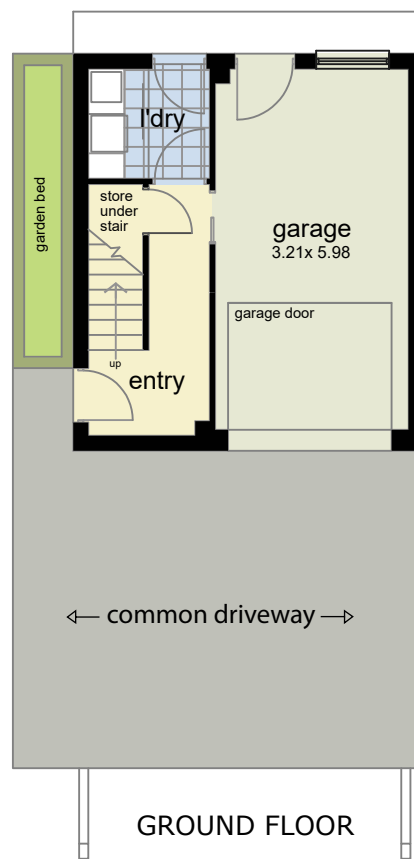 l'dry
garden bed
store
under
stair
garage
3.21x 5.98
garage door
up
entry
common driveway
GROUND FLOOR